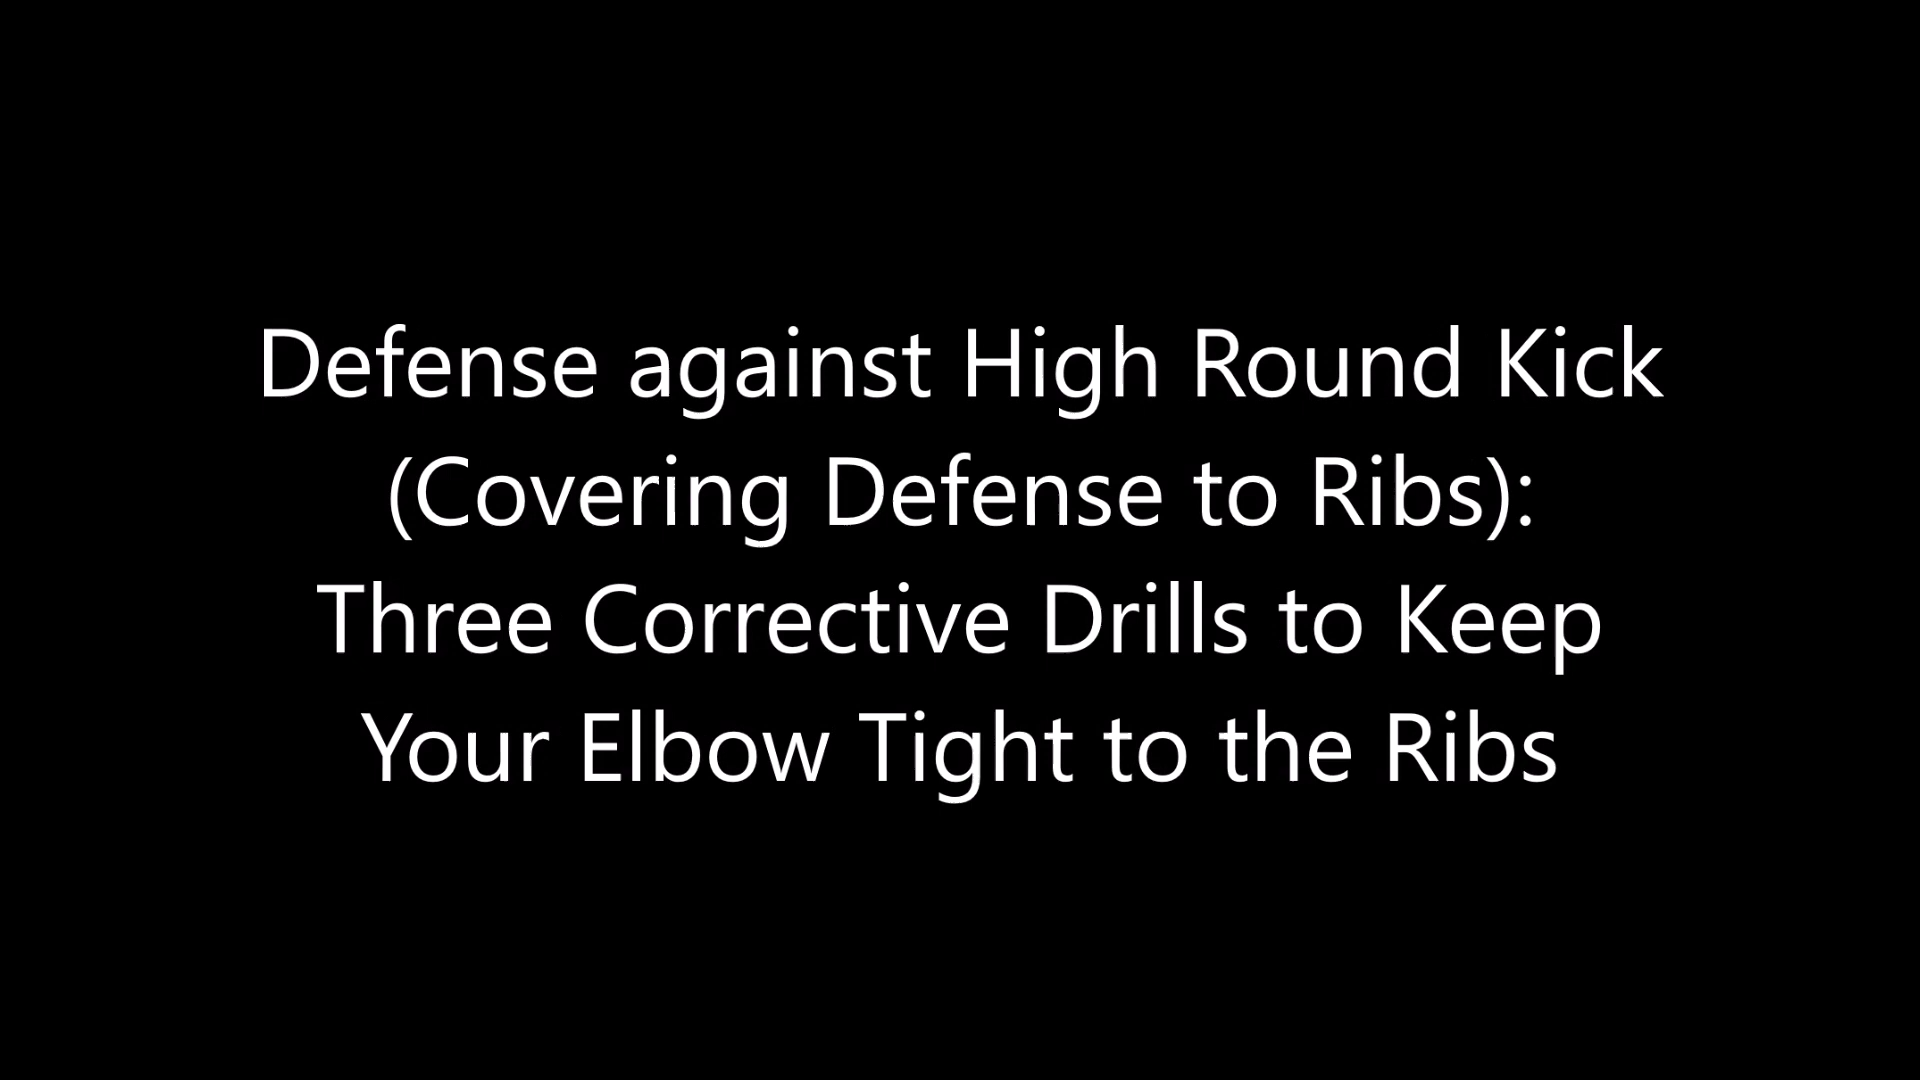 Defense against High Round Kick
(Covering Defense to Ribs):
Three Corrective Drills to Keep
Your Elbow Tight to the Ribs